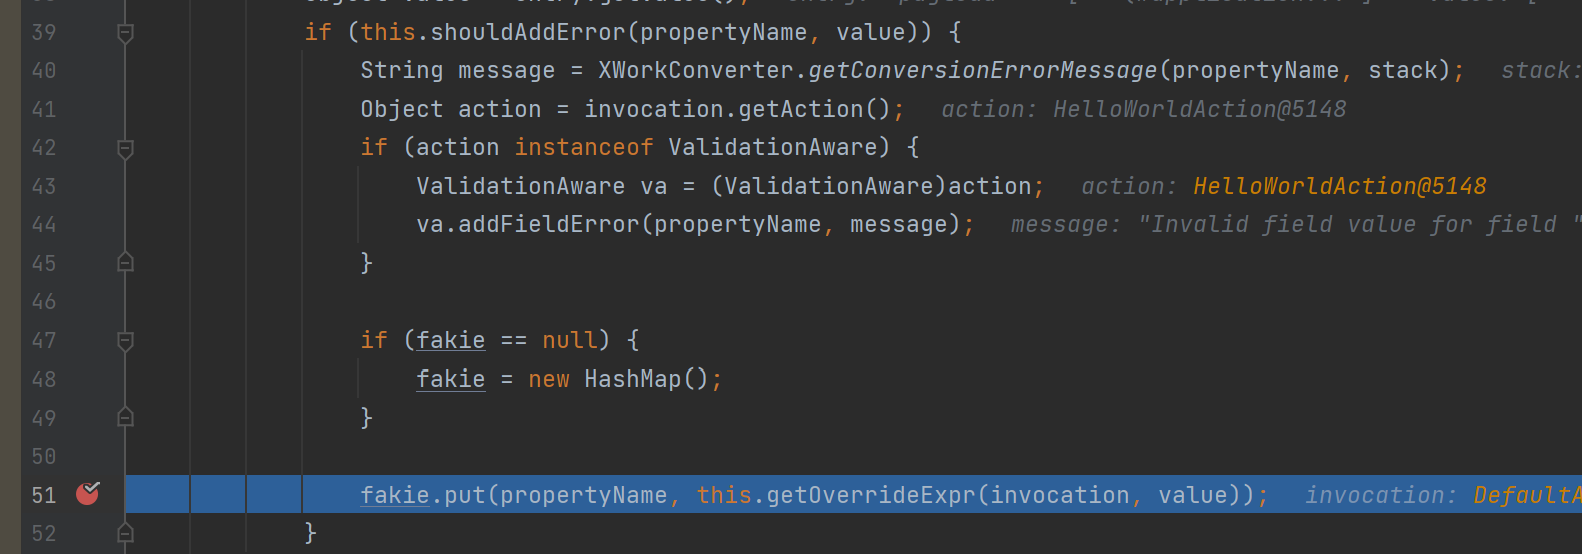 39 if (this.shouldAddError(propertyName, value)) {
40 String message = XWorkConverter.getConversionErrorMessage(propertyName, stack); stack:
41 Object action = invocation.getAction(); action: HelloWorldAction@5148
42 if (action instanceof ValidationAware) {
43 ValidationAware va = (ValidationAware)action; action: HelloWorldAction@5148
44 va.addFieldError(propertyName, message); message: "Invalid field value for field "
45 }
46
47 if (fakie == null) {
48 fakie = new HashMap();
49 }
50
51 fakie.put(propertyName, this.getOverrideExpr(invocation, value)); invocation: DefaultA
52 }